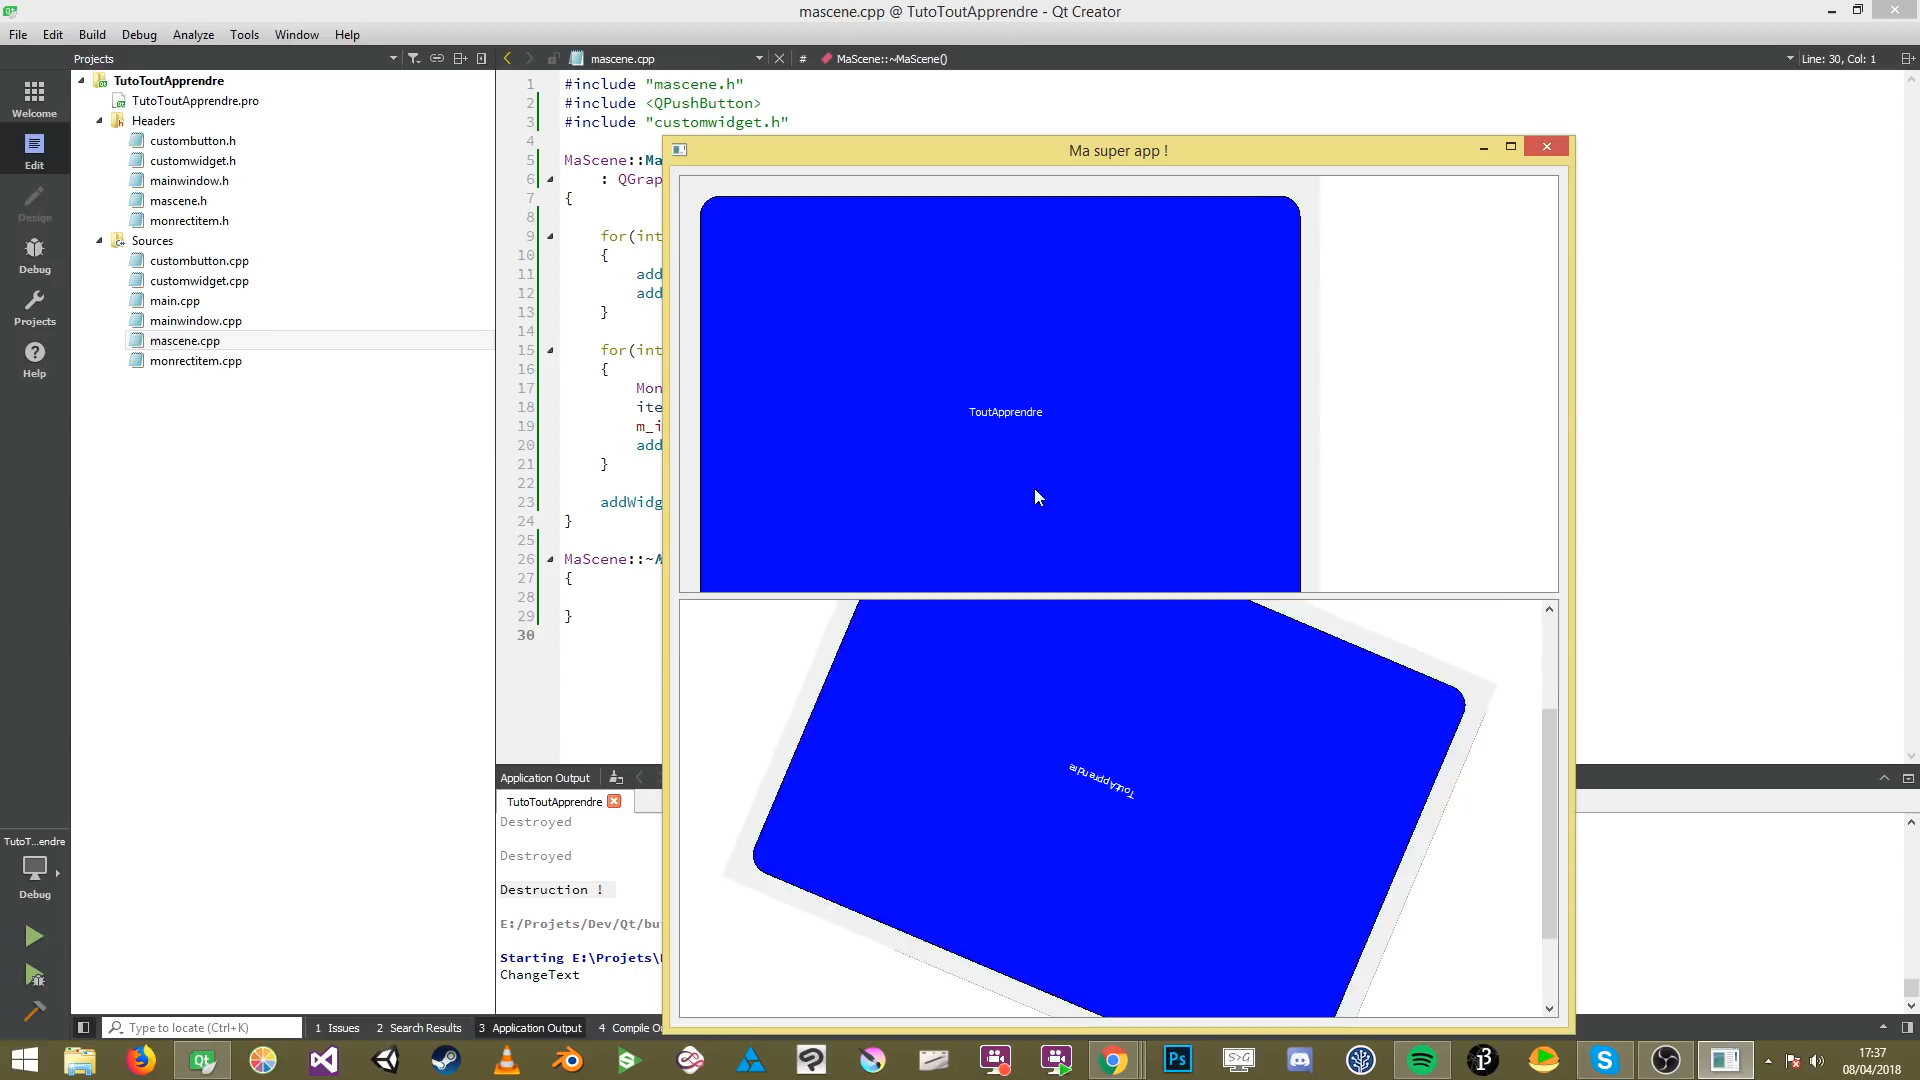 mascene.cpp @ TutoToutApprendre - Qt Creator
File Edit Build Debug Analyze Tools Window Help
Projects mascene.cpp # MaScene::~MaScene() Line: 30, Col: 1
Welcome
Edit
Design
Debug
Projects
Help
TutoToutApprendre
TutoToutApprendre.pro
Headers
custombutton.h
customwidget.h
mainwindow.h
mascene.h
monrectitem.h
Sources
custombutton.cpp
customwidget.cpp
main.cpp
mainwindow.cpp
mascene.cpp
monrectitem.cpp
1 #include "mascene.h"
2 #include <QPushButton>
3 #include "customwidget.h"
4
5 MaScene::Ma
6 : QGrap
7 {
8
9 for(int
10 {
11 add
12 add
13 }
14
15 for(int
16 {
17 Mon
18 ite
19 m_i
20 add
21 }
22
23 addWidg
24 }
25
26 MaScene::~
27 {
28
29 }
30
Ma super app !
ToutApprendre
ToutApprendre
Application Output
TutoToutApprendre
Destroyed
Destroyed
Destruction !
E:/Projets/Dev/Qt/bu
Starting E:\Projets\
ChangeText
TutoT...endre
Debug
Type to locate (Ctrl+K) 1 Issues 2 Search Results 3 Application Output 4 Compile O
17:37
08/04/2018